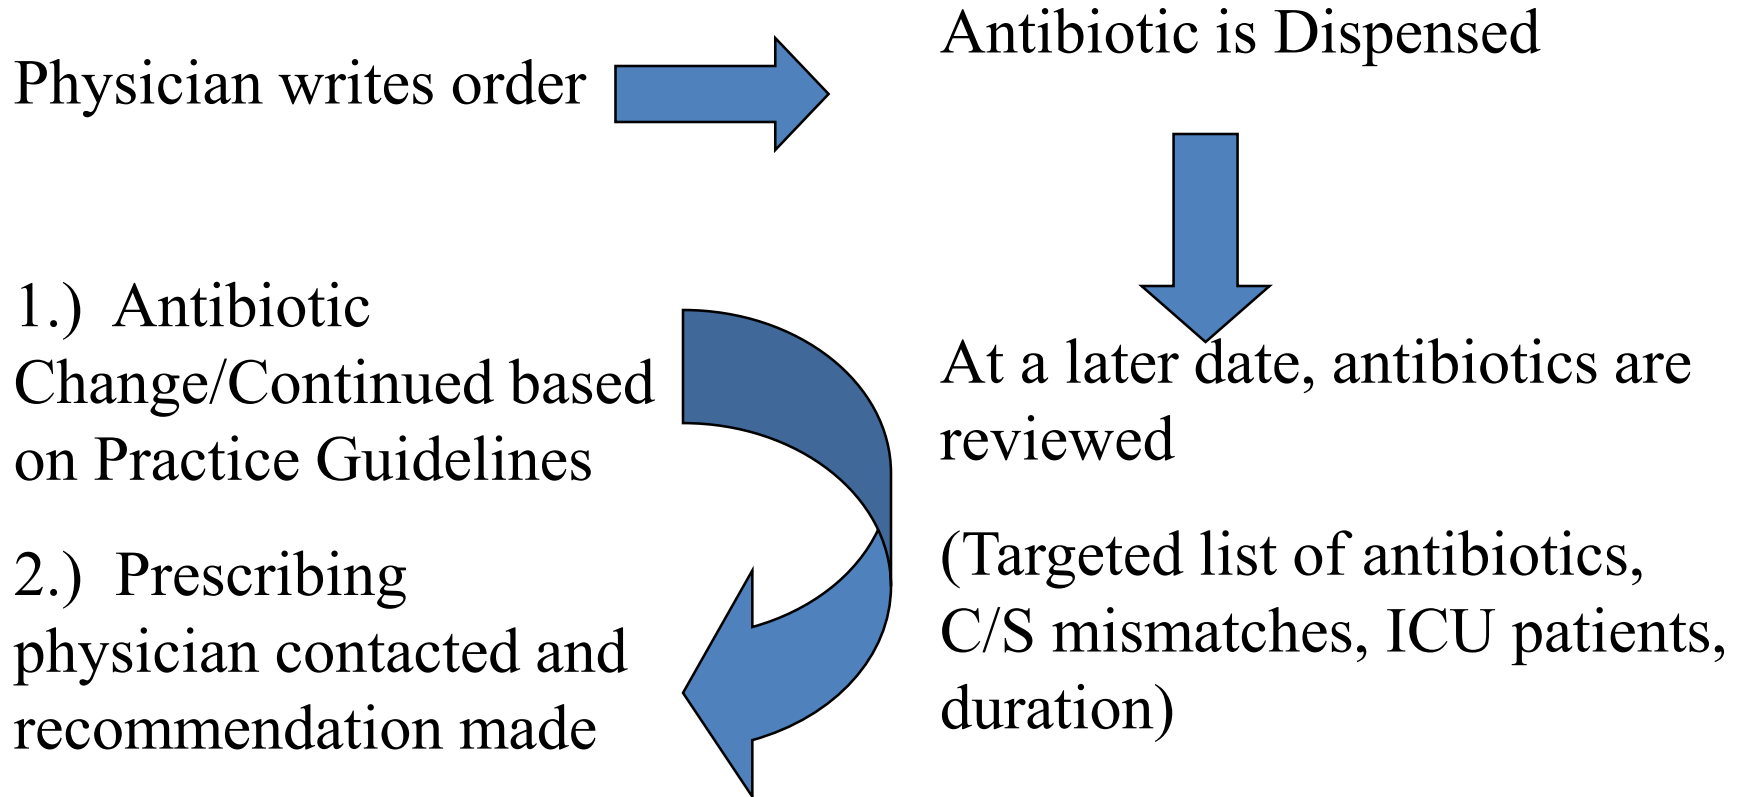 Physician writes order
Antibiotic is Dispensed
At a later date, antibiotics are
reviewed
(Targeted list of antibiotics,
C/S mismatches, ICU patients,
duration)
1.) Antibiotic
Change/Continued based
on Practice Guidelines
2.) Prescribing
physician contacted and
recommendation made